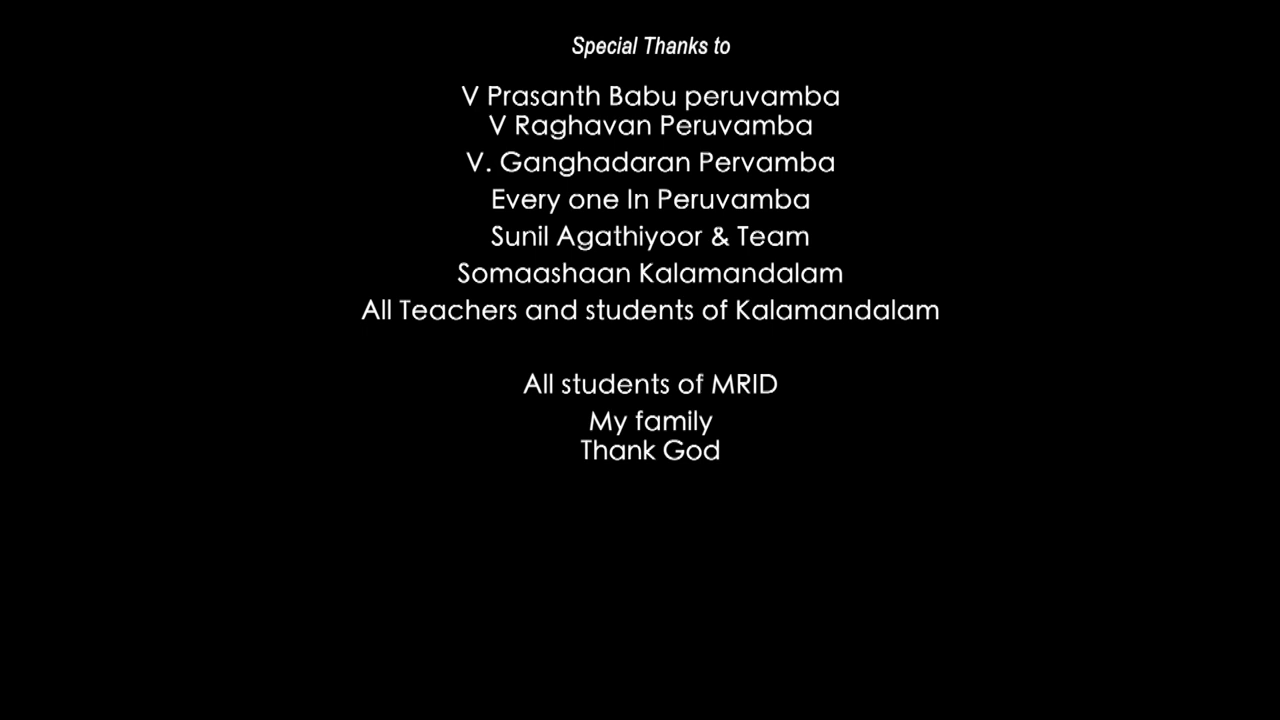 Special Thanks to
V Prasanth Babu peruvamba
V Raghavan Peruvamba
V. Ganghadaran Pervamba
Every one In Peruvamba
Sunil Agathiyoor & Team
Somaashaan Kalamandalam
All Teachers and students of Kalamandalam
All students of MRID
My family
Thank God